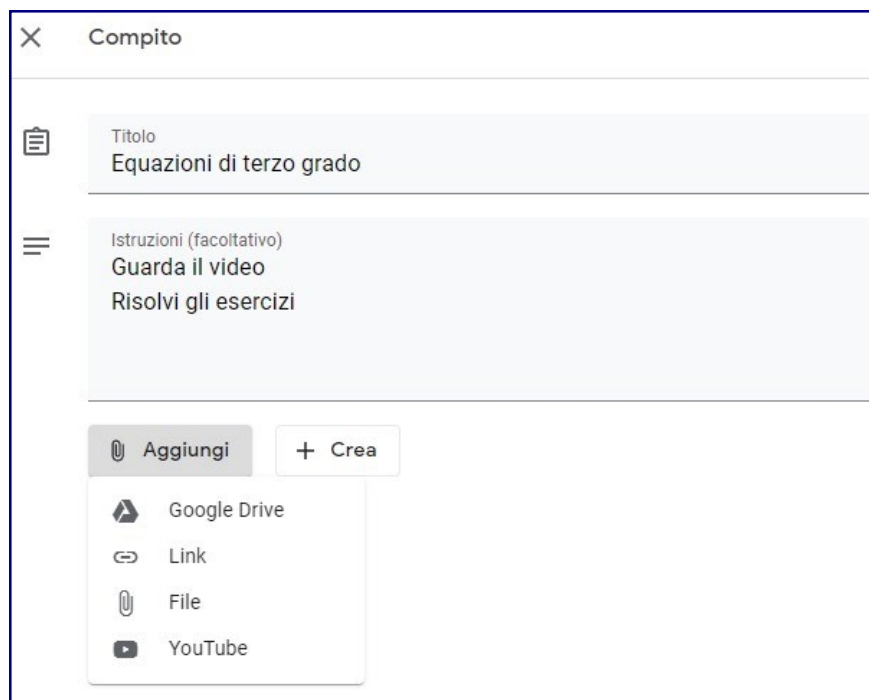 Compito
Titolo
Equazioni di terzo grado
Istruzioni (facoltativo)
Guarda il video
Risolvi gli esercizi
Aggiungi
Crea
Google Drive
Link
File
YouTube